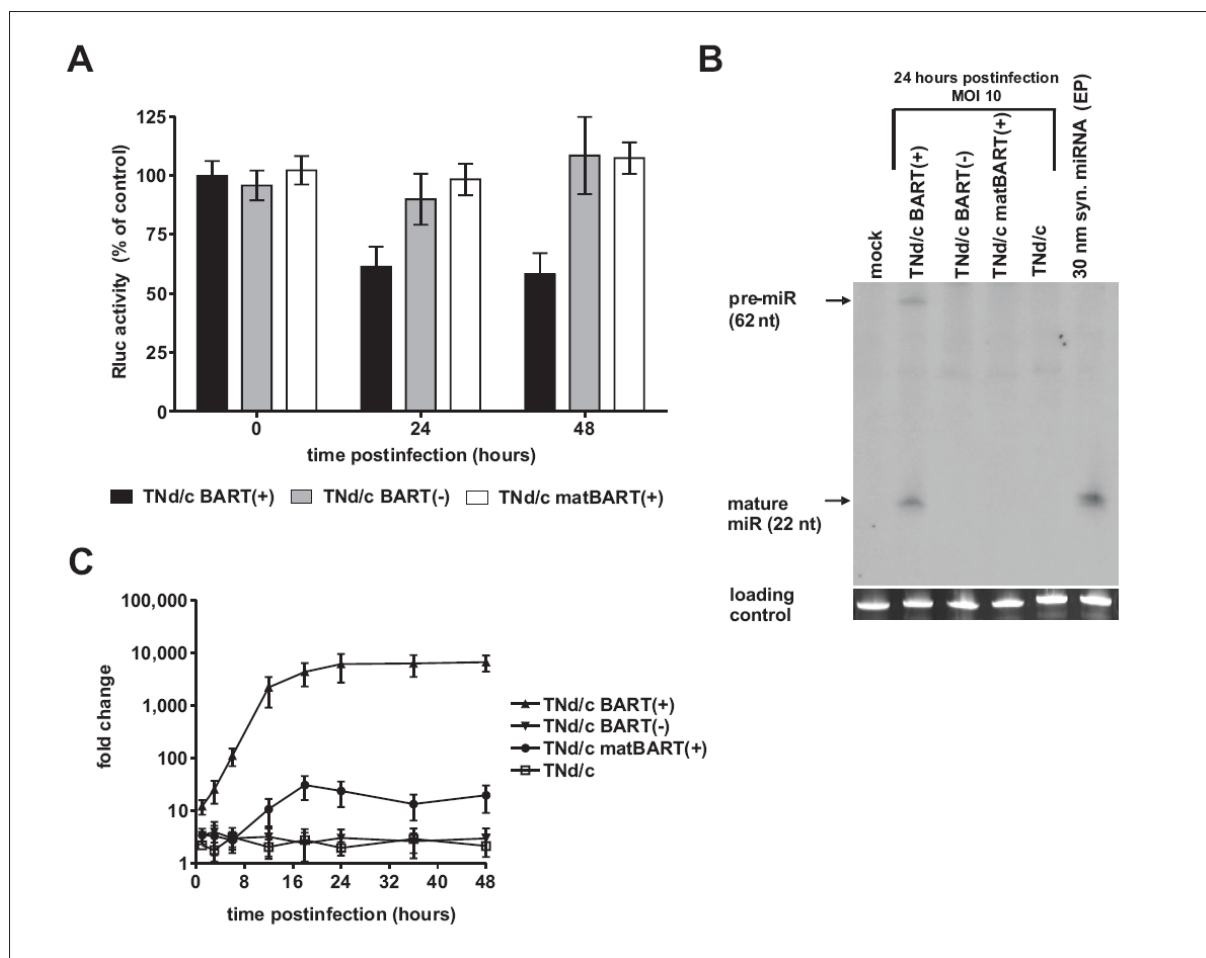 A
Rluc activity (% of control)
125
100
75
50
25
0
0 24 48
time postinfection (hours)
TNd/c BART(+) TNd/c BART(-) TNd/c matBART(+)
B
24 hours postinfection
MOI 10
mock
TNd/c BART(+)
TNd/c BART(-)
TNd/c matBART(+)
TNd/c
30 nm syn. miRNA (EP)
pre-miR
(62 nt)
mature
miR (22 nt)
loading
control
C
fold change
100,000
10,000
1,000
100
10
1
0 8 16 24 32 40 48
time postinfection (hours)
TNd/c BART(+)
TNd/c BART(-)
TNd/c matBART(+)
TNd/c